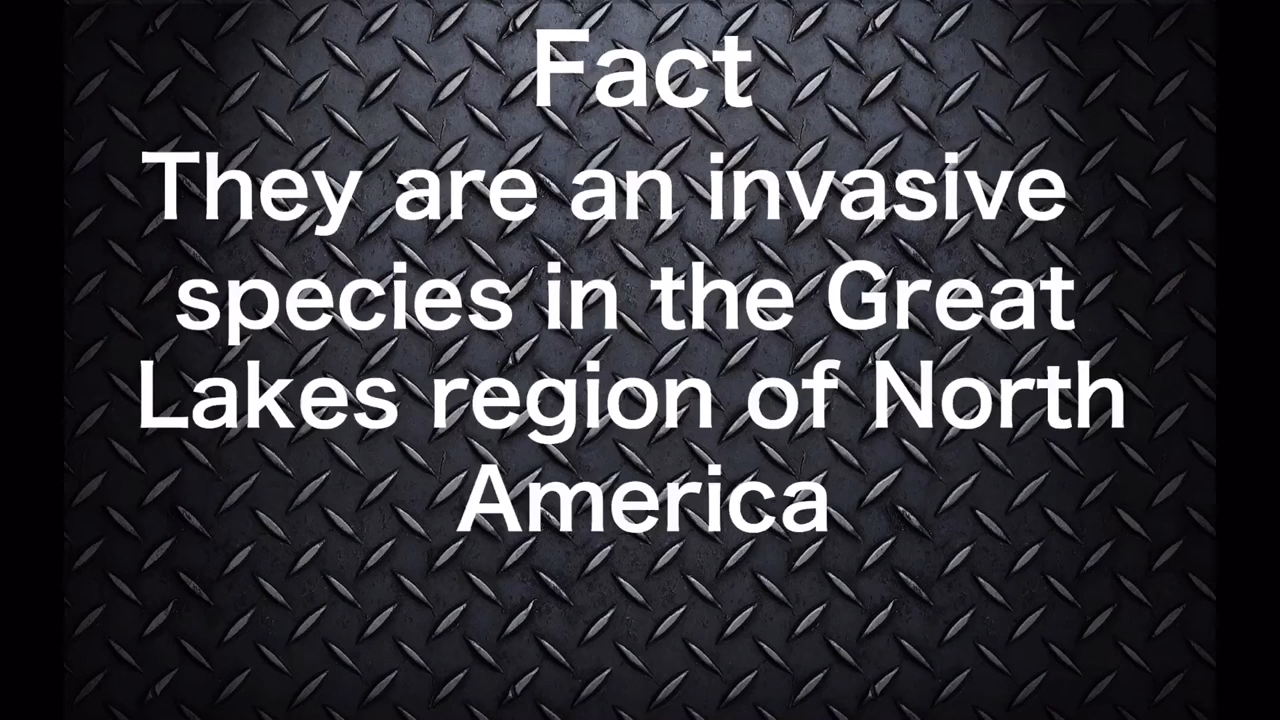 Fact
They are an invasive
species in the Great
Lakes region of North
America